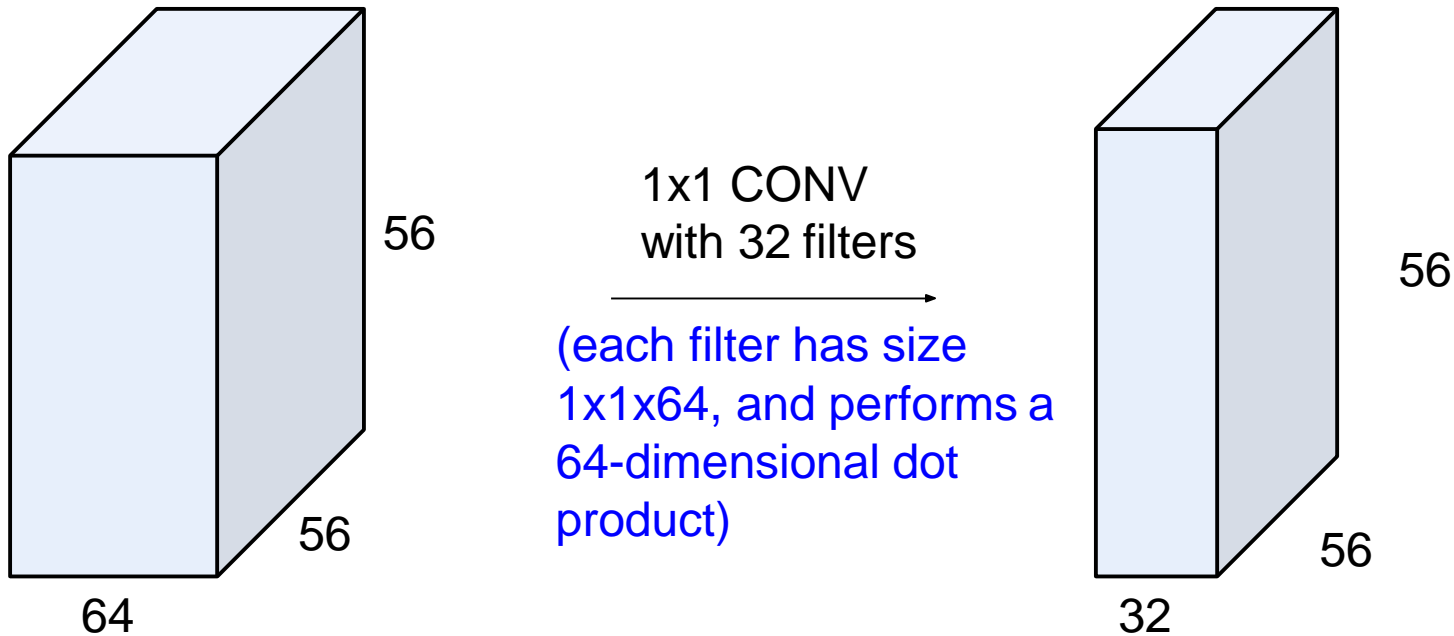 56
56
64
1x1 CONV
with 32 filters
(each filter has size
1x1x64, and performs a
64-dimensional dot
product)
56
56
32